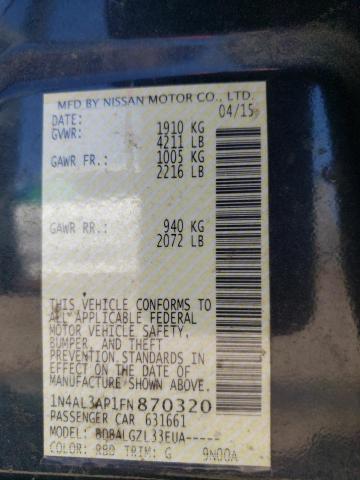 MFD BY NISSAN MOTOR CO., LTD.
DATE: 04/15
GVWR: 1910 KG
4211 LB
GAWR FR: 1005 KG
2216 LB
GAWR RR: 940 KG
2072 LB
THIS VEHICLE CONFORMS TO
ALL APPLICABLE FEDERAL
MOTOR VEHICLE SAFETY,
BUMPER, AND THEFT
PREVENTION STANDARDS IN
EFFECT ON THE DATE OF
MANUFACTURE SHOWN ABOVE.
1N4AL3AP1FN870320
PASSENGER CAR 631661
MODEL: BDBALGZL33EUA-----
COLOR: RBD TRIM: G 9N00A